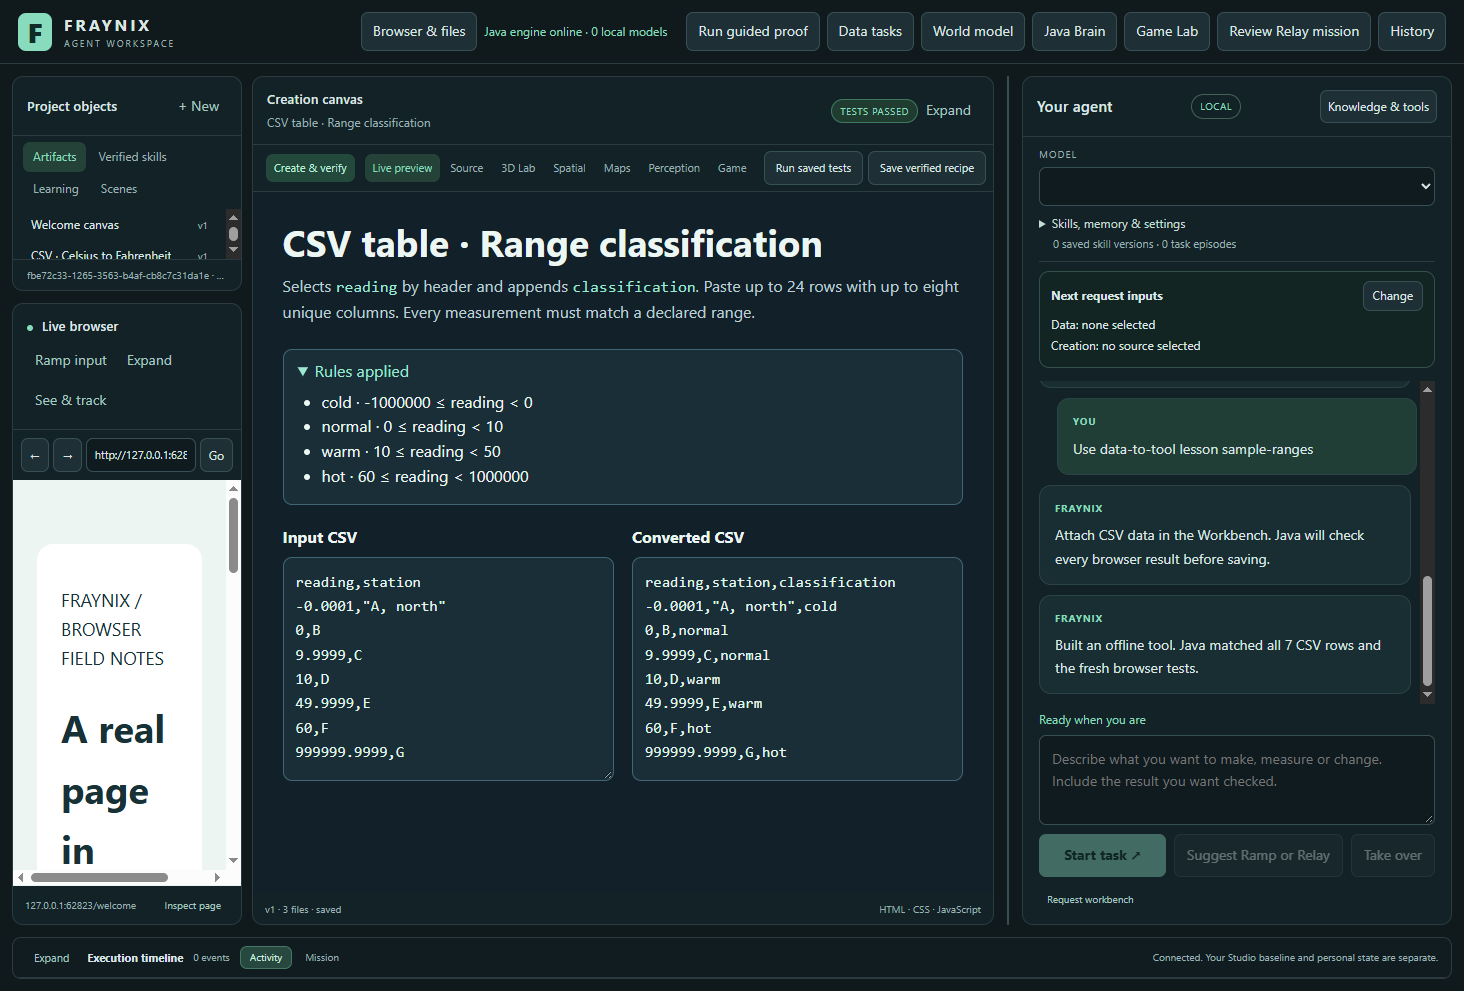 F
FRAYNIX
AGENT WORKSPACE
Browser & files
Java engine online · 0 local models
Run guided proof
Data tasks
World model
Java Brain
Game Lab
Review Relay mission
History
Project objects
+ New
Artifacts
Verified skills
Learning
Scenes
Welcome canvas
v1
CSV · Celsius to Fahrenheit
v1
fbe72c33-1265-3563-b4af-cb8c7c31da1e · ...
Live browser
Ramp input
Expand
See & track
←
→
http://127.0.0.1:628
Go
FRAYNIX /
BROWSER
FIELD NOTES
A real
page
in
127.0.0.1:62823/welcome
Inspect page
Creation canvas
CSV table · Range classification
TESTS PASSED
Expand
Create & verify
Live preview
Source
3D Lab
Spatial
Maps
Perception
Game
Run saved tests
Save verified recipe
CSV table · Range classification
Selects reading by header and appends classification. Paste up to 24 rows with up to eight
unique columns. Every measurement must match a declared range.
▼ Rules applied
• cold · -1000000 ≤ reading < 0
• normal · 0 ≤ reading < 10
• warm · 10 ≤ reading < 50
• hot · 60 ≤ reading < 1000000
Input CSV
reading,station
-0.0001,"A, north"
0,B
9.9999,C
10,D
49.9999,E
60,F
999999.9999,G
Converted CSV
reading,station,classification
-0.0001,"A, north",cold
0,B,normal
9.9999,C,normal
10,D,warm
49.9999,E,warm
60,F,hot
999999.9999,G,hot
v1 · 3 files · saved
HTML · CSS · JavaScript
Your agent
LOCAL
Knowledge & tools
MODEL
▶ Skills, memory & settings
0 saved skill versions · 0 task episodes
Next request inputs
Change
Data: none selected
Creation: no source selected
YOU
Use data-to-tool lesson sample-ranges
FRAYNIX
Attach CSV data in the Workbench. Java will check
every browser result before saving.
FRAYNIX
Built an offline tool. Java matched all 7 CSV rows and
the fresh browser tests.
Ready when you are
Describe what you want to make, measure or change.
Include the result you want checked.
Start task ↗
Suggest Ramp or Relay
Take over
Request workbench
Expand
Execution timeline
0 events
Activity
Mission
Connected. Your Studio baseline and personal state are separate.